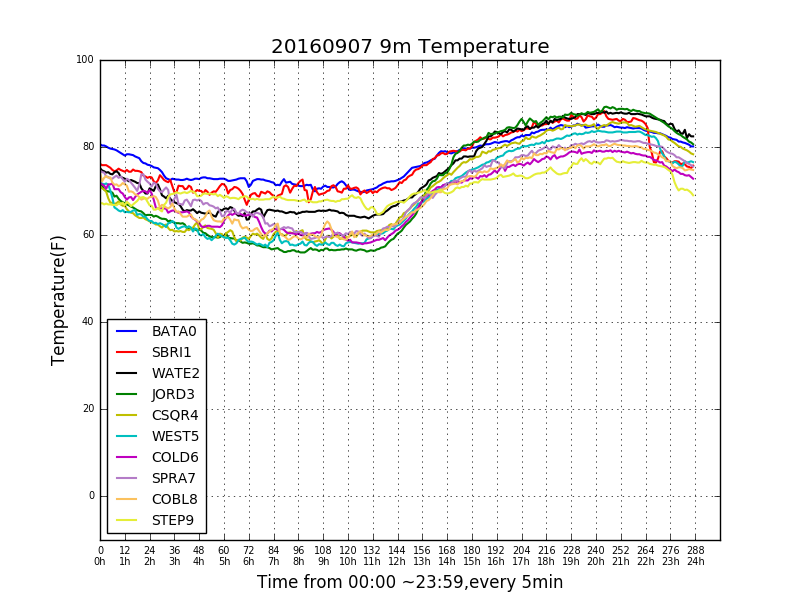 20160907 9m Temperature
100
80
60
40
20
0
Temperature(F)
BATA0
SBRI1
WATE2
JORD3
CSQR4
WEST5
COLD6
SPRA7
COBL8
STEP9
0 12 24 36 48 60 72 84 96 108 120 132 144 156 168 180 192 204 216 228 240 252 264 276 288
0h 1h 2h 3h 4h 5h 6h 7h 8h 9h 10h 11h 12h 13h 14h 15h 16h 17h 18h 19h 20h 21h 22h 23h 24h
Time from 00:00 ~23:59,every 5min